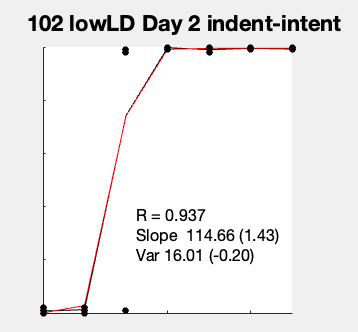 102 lowLD Day 2 indent-intent
R = 0.937
Slope  114.66 (1.43)
Var 16.01 (-0.20)